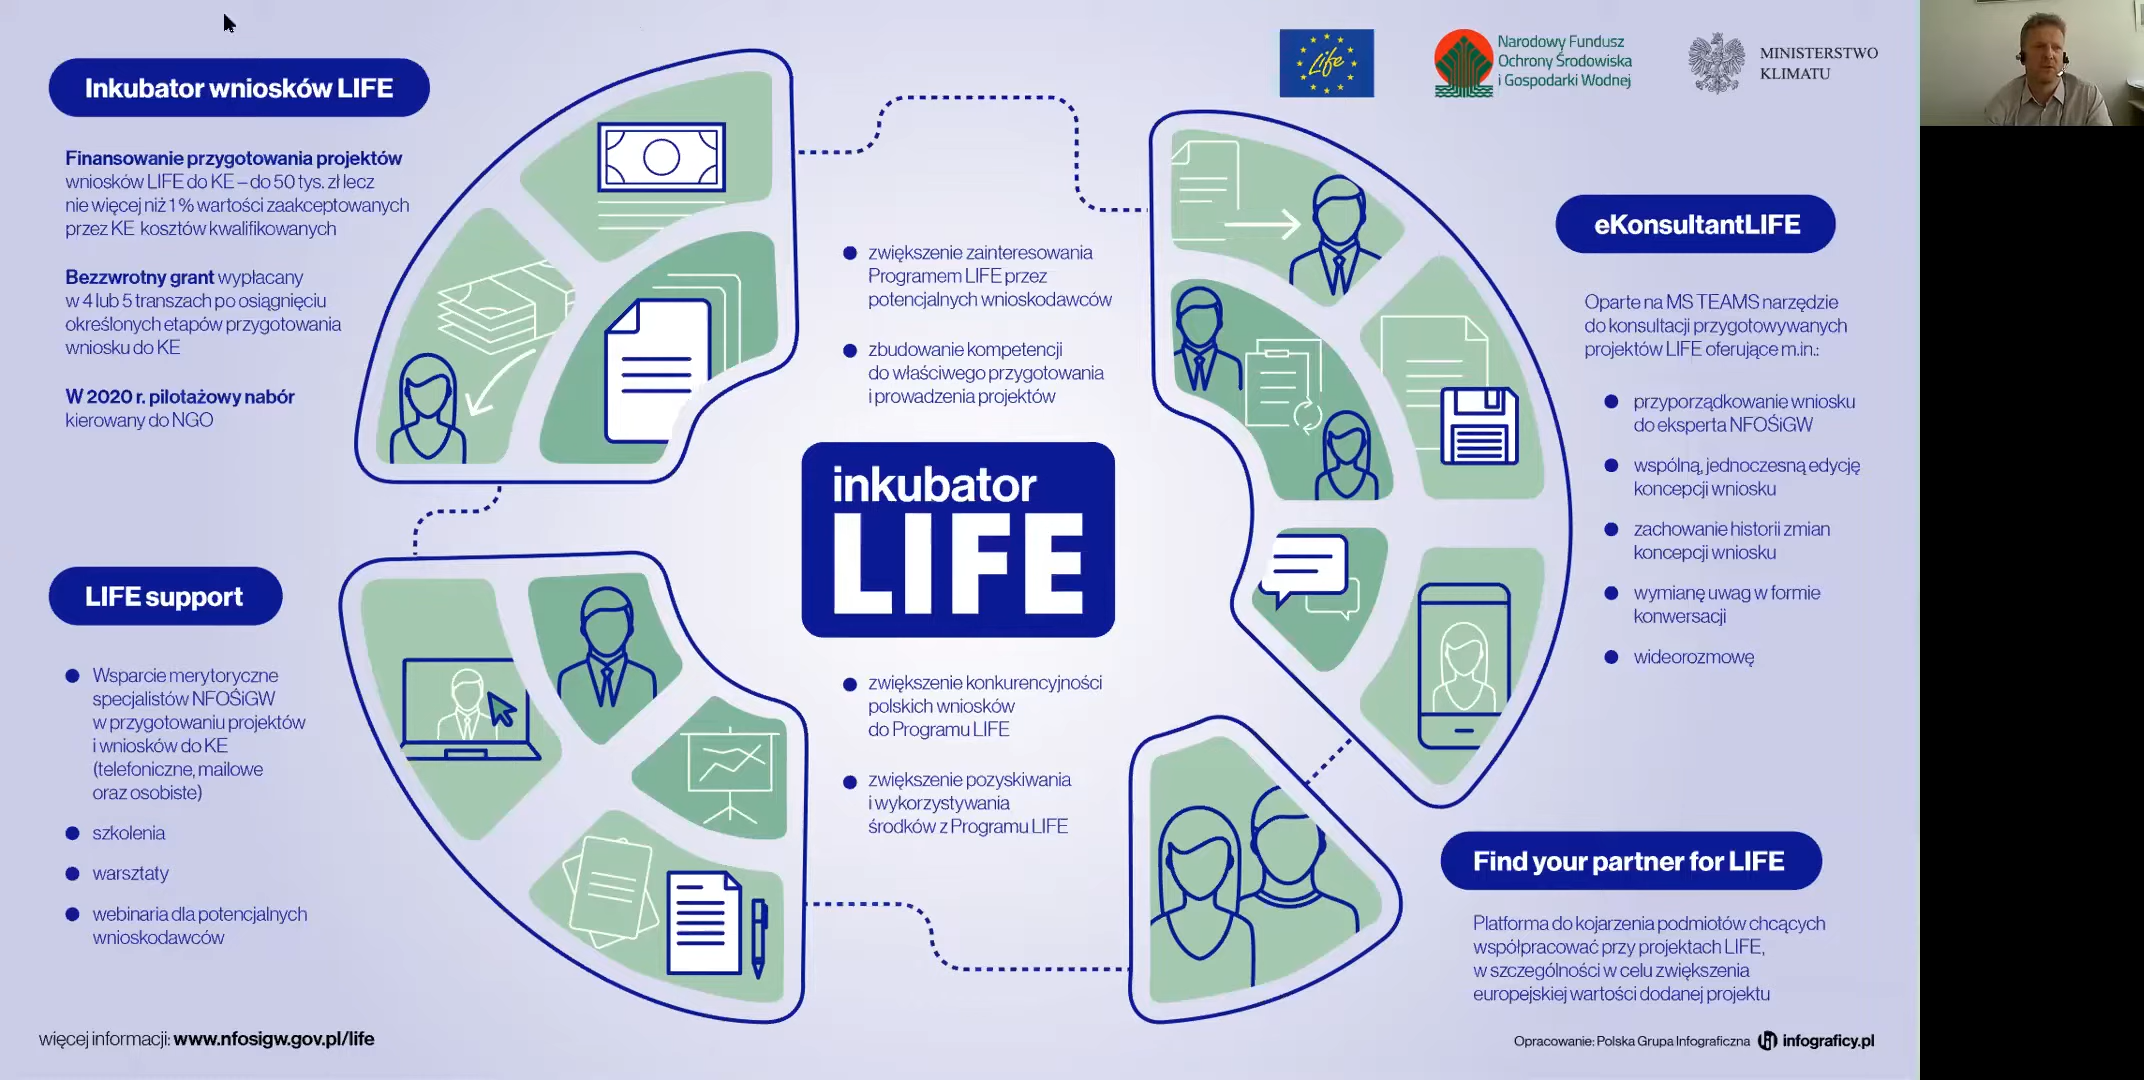 Inkubator wniosków LIFE
Finansowanie przygotowania projektów
wniosków LIFE do KE – do 50 tys. zł lecz
nie więcej niż 1% wartości zaakceptowanych
przez KE kosztów kwalifikowanych
Bezzwrotny grant wypłacany
w 4 lub 5 transzach po osiągnięciu
określonych etapów przygotowania
wniosku do KE
W 2020 r. pilotażowy nabór
kierowany do NGO
LIFE support
Wsparcie merytoryczne
specjalistów NFOŚiGW
w przygotowaniu projektów
i wniosków do KE
(telefoniczne, mailowe
oraz osobiste)
szkolenia
warsztaty
webinaria dla potencjalnych
wnioskodawców
więcej informacji: www.nfosigw.gov.pl/life
zwiększenie zainteresowania
Programem LIFE przez
potencjalnych wnioskodawców
zbudowanie kompetencji
do właściwego przygotowania
i prowadzenia projektów
inkubator
LIFE
zwiększenie konkurencyjności
polskich wniosków
do Programu LIFE
zwiększenie pozyskiwania
i wykorzystywania
środków z Programu LIFE
Life
Narodowy Fundusz
Ochrony Środowiska
i Gospodarki Wodnej
MINISTERSTWO
KLIMATU
eKonsultantLIFE
Oparte na MS TEAMS narzędzie
do konsultacji przygotowywanych
projektów LIFE oferujące m.in.:
przyporządkowanie wniosku
do eksperta NFOŚiGW
wspólną, jednoczesną edycję
koncepcji wniosku
zachowanie historii zmian
koncepcji wniosku
wymianę uwag w formie
konwersacji
wideorozmowę
Find your partner for LIFE
Platforma do kojarzenia podmiotów chcących
współpracować przy projektach LIFE,
w szczególności w celu zwiększenia
europejskiej wartości dodanej projektu
Opracowanie: Polska Grupa Infograficzna infograficy.pl